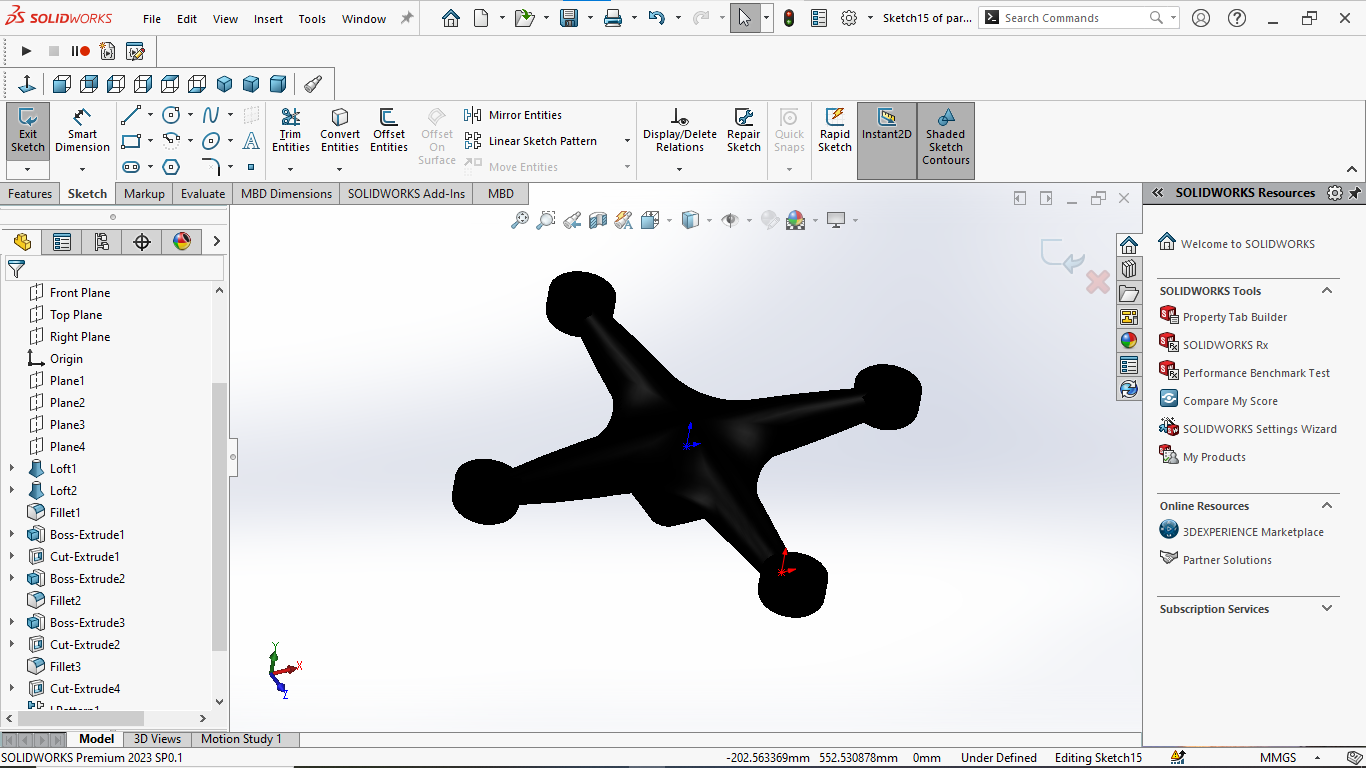 SOLIDWORKS File Edit View Insert Tools Window Sketch15 of par... Search Commands
Exit Sketch
Smart Dimension
Trim Entities
Convert Entities
Offset Entities
Offset On Surface
Mirror Entities
Linear Sketch Pattern
Move Entities
Display/Delete Relations
Repair Sketch
Quick Snaps
Rapid Sketch
Instant2D
Shaded Sketch Contours
Features Sketch Markup Evaluate MBD Dimensions SOLIDWORKS Add-Ins MBD
Front Plane
Top Plane
Right Plane
Origin
Plane1
Plane2
Plane3
Plane4
Loft1
Loft2
Fillet1
Boss-Extrude1
Cut-Extrude1
Boss-Extrude2
Fillet2
Boss-Extrude3
Cut-Extrude2
Fillet3
Cut-Extrude4
Y
X
Z
SOLIDWORKS Resources
Welcome to SOLIDWORKS
SOLIDWORKS Tools
Property Tab Builder
SOLIDWORKS Rx
Performance Benchmark Test
Compare My Score
SOLIDWORKS Settings Wizard
My Products
Online Resources
3DEXPERIENCE Marketplace
Partner Solutions
Subscription Services
Model 3D Views Motion Study 1
SOLIDWORKS Premium 2023 SP0.1 -202.563369mm 552.530878mm 0mm Under Defined Editing Sketch15 MMGS